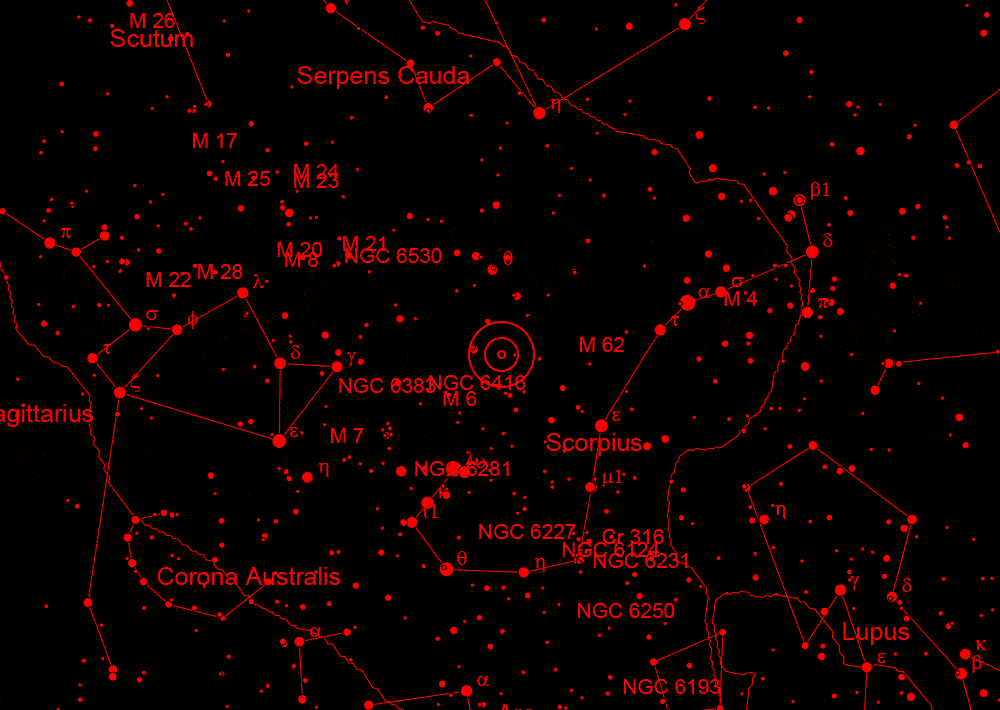 M 26
ζ
Scutum
Serpens Cauda
η
M 17
M 24
M 25
M 23
β1
π
δ
M 20
M 21
M 8
NGC 6530
θ
M 22
M 28
λ
σ
α
M 4
π
σ
φ
τ
τ
δ
γ
M 62
ζ
NGC 6383
NGC 6416
M 6
agittarius
ε
ε
M 7
Scorpius
η
λ
NGC 6281
μ1
κ
ι1
η
NGC 6227
Cr 316
NGC 6124
NGC 6231
θ
η
Corona Australis
γ
δ
NGC 6250
α
Lupus
κ
ε
β
α
NGC 6193